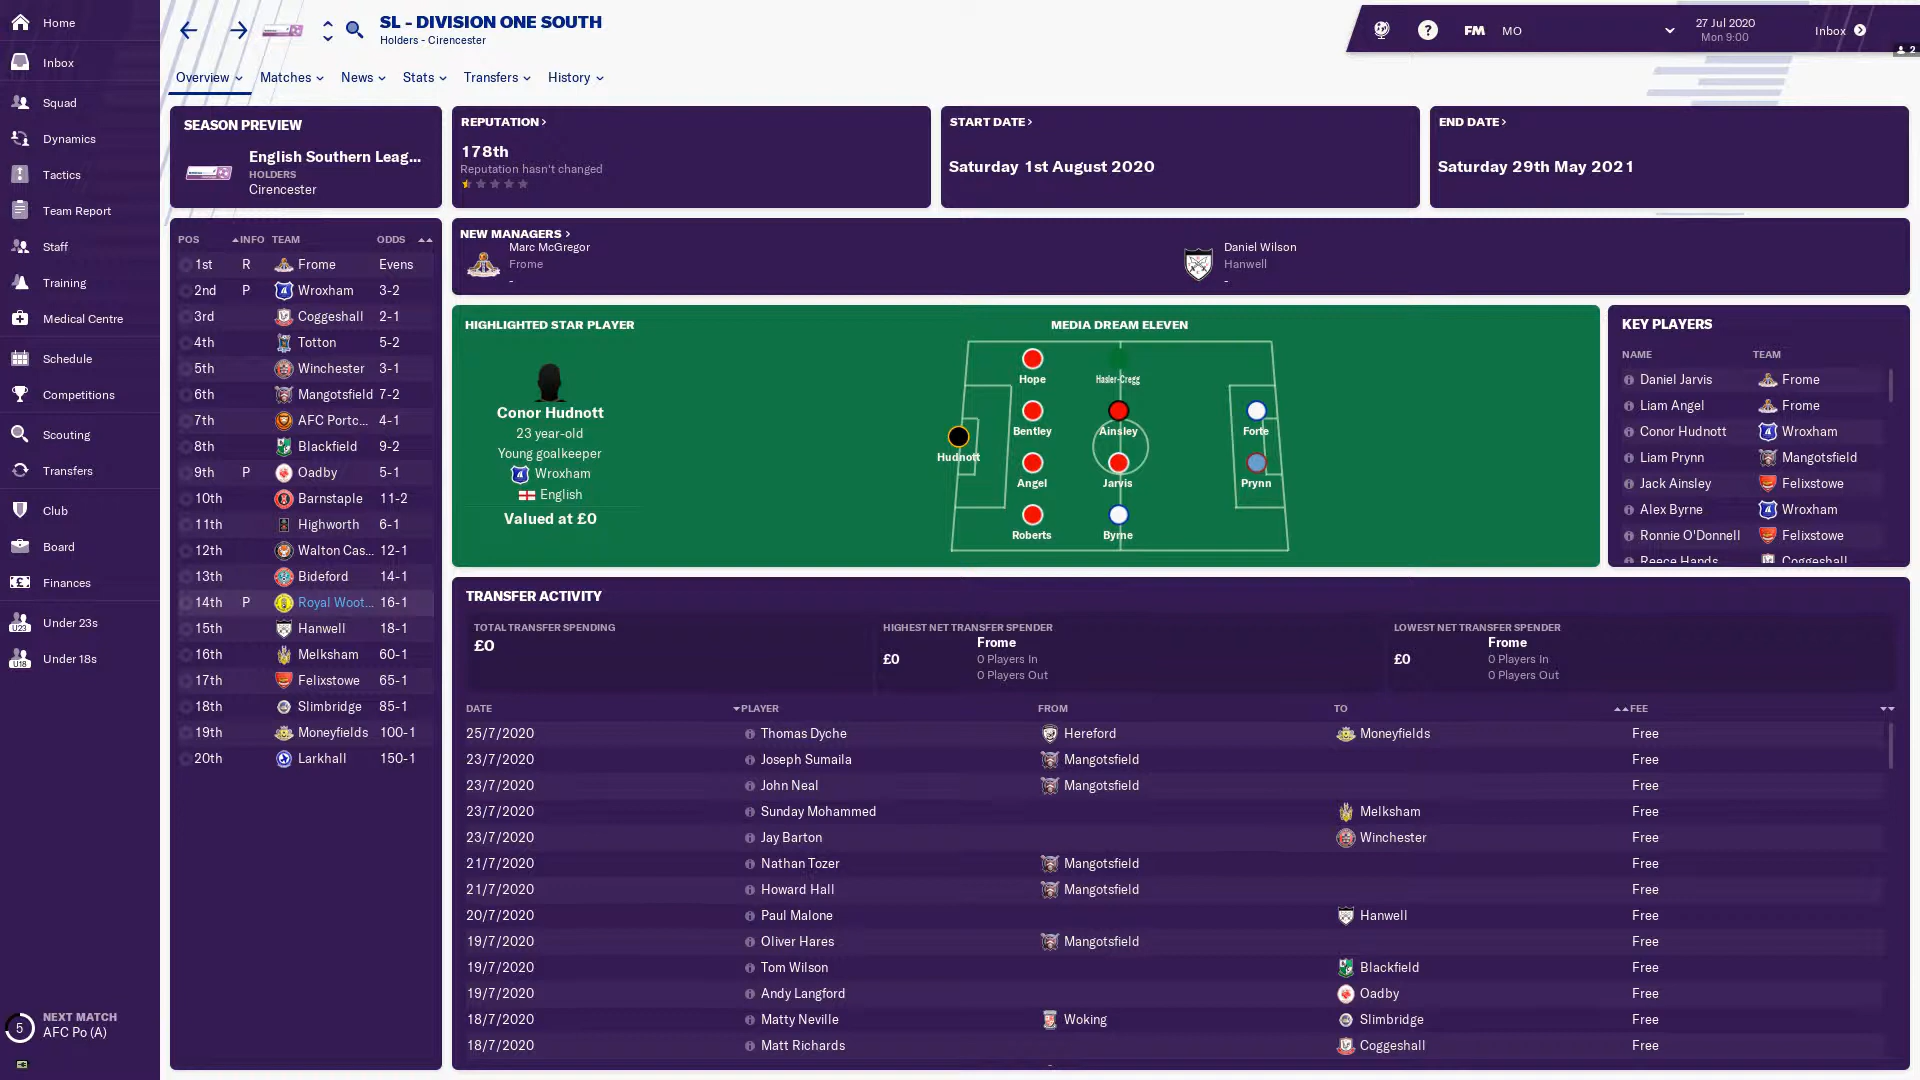 Home
Inbox
Squad
Dynamics
Tactics
Team Report
Staff
Training
Medical Centre
Schedule
Competitions
Scouting
Transfers
Club
Board
Finances
U23 Under 23s
U18 Under 18s
5 NEXT MATCH
AFC Po (A)
SL - DIVISION ONE SOUTH
Holders - Cirencester
? FM MO
27 Jul 2020
Mon 9:00
Inbox
2
Overview Matches News Stats Transfers History
SEASON PREVIEW
English Southern Leag...
HOLDERS
Cirencester
REPUTATION
178th
Reputation hasn't changed
START DATE
Saturday 1st August 2020
END DATE
Saturday 29th May 2021
POS INFO TEAM ODDS
1st R Frome Evens
2nd P Wroxham 3-2
3rd Coggeshall 2-1
4th Totton 5-2
5th Winchester 3-1
6th Mangotsfield 7-2
7th AFC Portc... 4-1
8th Blackfield 9-2
9th P Oadby 5-1
10th Barnstaple 11-2
11th Highworth 6-1
12th Walton Cas... 12-1
13th Bideford 14-1
14th P Royal Woot... 16-1
15th Hanwell 18-1
16th Melksham 60-1
17th Felixstowe 65-1
18th Slimbridge 85-1
19th Moneyfields 100-1
20th Larkhall 150-1
NEW MANAGERS
Marc McGregor
Frome
-
Daniel Wilson
Hanwell
-
HIGHLIGHTED STAR PLAYER
Conor Hudnott
23 year-old
Young goalkeeper
Wroxham
English
Valued at £0
MEDIA DREAM ELEVEN
Hope Hasler-Cregg
Bentley Ainsley Forte
Hudnott
Angel Jarvis Prynn
Roberts Byrne
KEY PLAYERS
NAME TEAM
Daniel Jarvis Frome
Liam Angel Frome
Conor Hudnott Wroxham
Liam Prynn Mangotsfield
Jack Ainsley Felixstowe
Alex Byrne Wroxham
Ronnie O'Donnell Felixstowe
Reece Hands Coggeshall
TRANSFER ACTIVITY
TOTAL TRANSFER SPENDING
£0
HIGHEST NET TRANSFER SPENDER
£0
Frome
0 Players In
0 Players Out
LOWEST NET TRANSFER SPENDER
£0
Frome
0 Players In
0 Players Out
DATE PLAYER FROM TO FEE
25/7/2020 Thomas Dyche Hereford Moneyfields Free
23/7/2020 Joseph Sumaila Mangotsfield Free
23/7/2020 John Neal Mangotsfield Free
23/7/2020 Sunday Mohammed Melksham Free
23/7/2020 Jay Barton Winchester Free
21/7/2020 Nathan Tozer Mangotsfield Free
21/7/2020 Howard Hall Mangotsfield Free
20/7/2020 Paul Malone Hanwell Free
19/7/2020 Oliver Hares Mangotsfield Free
19/7/2020 Tom Wilson Blackfield Free
19/7/2020 Andy Langford Oadby Free
18/7/2020 Matty Neville Woking Slimbridge Free
18/7/2020 Matt Richards Coggeshall Free